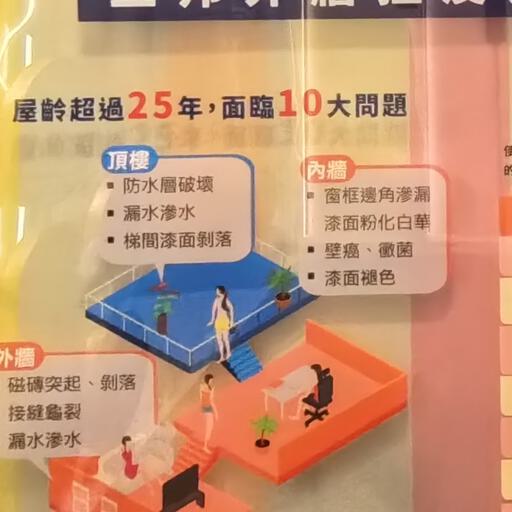 屋齡超過25年，面臨10大問題
頂樓
▪ 防水層破壞
▪ 漏水滲水
▪ 梯間漆面剝落
內牆
▪ 窗框邊角滲漏
漆面粉化白華
▪ 壁癌、黴菌
▪ 漆面褪色
外牆
磁磚突起、剝落
接縫龜裂
漏水滲水